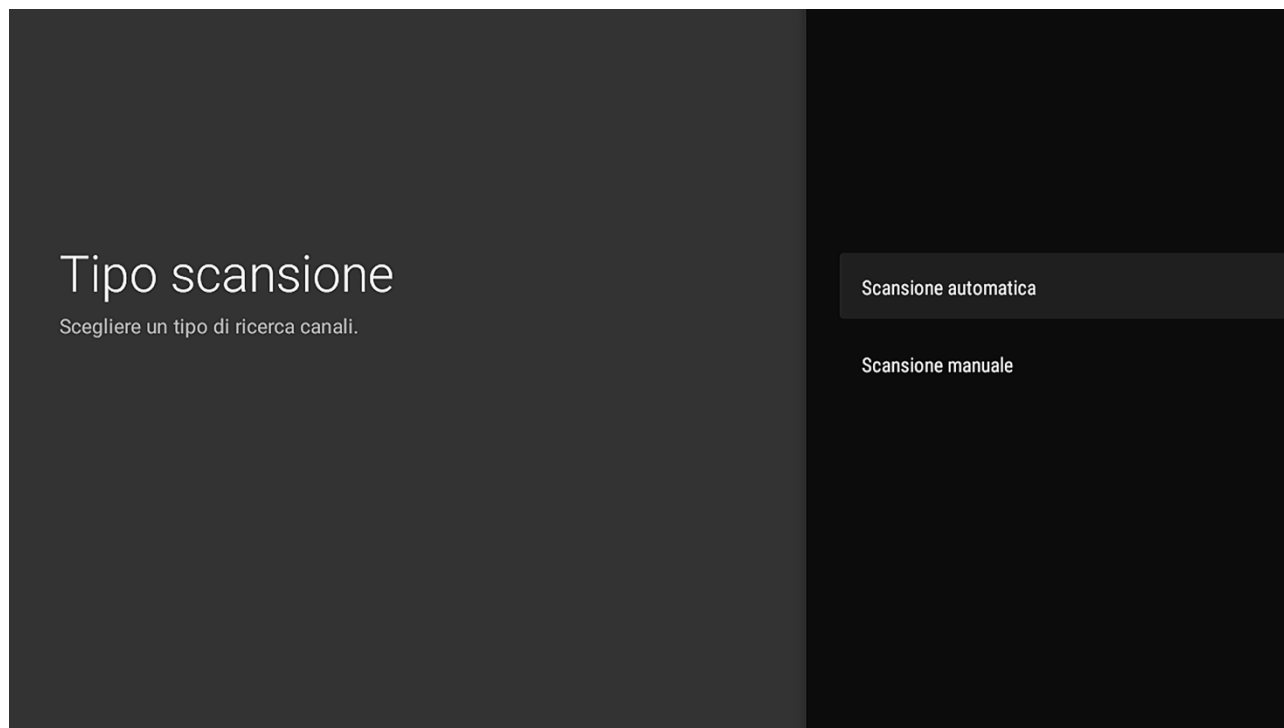 Tipo scansione
Scegliere un tipo di ricerca canali.
Scansione automatica
Scansione manuale